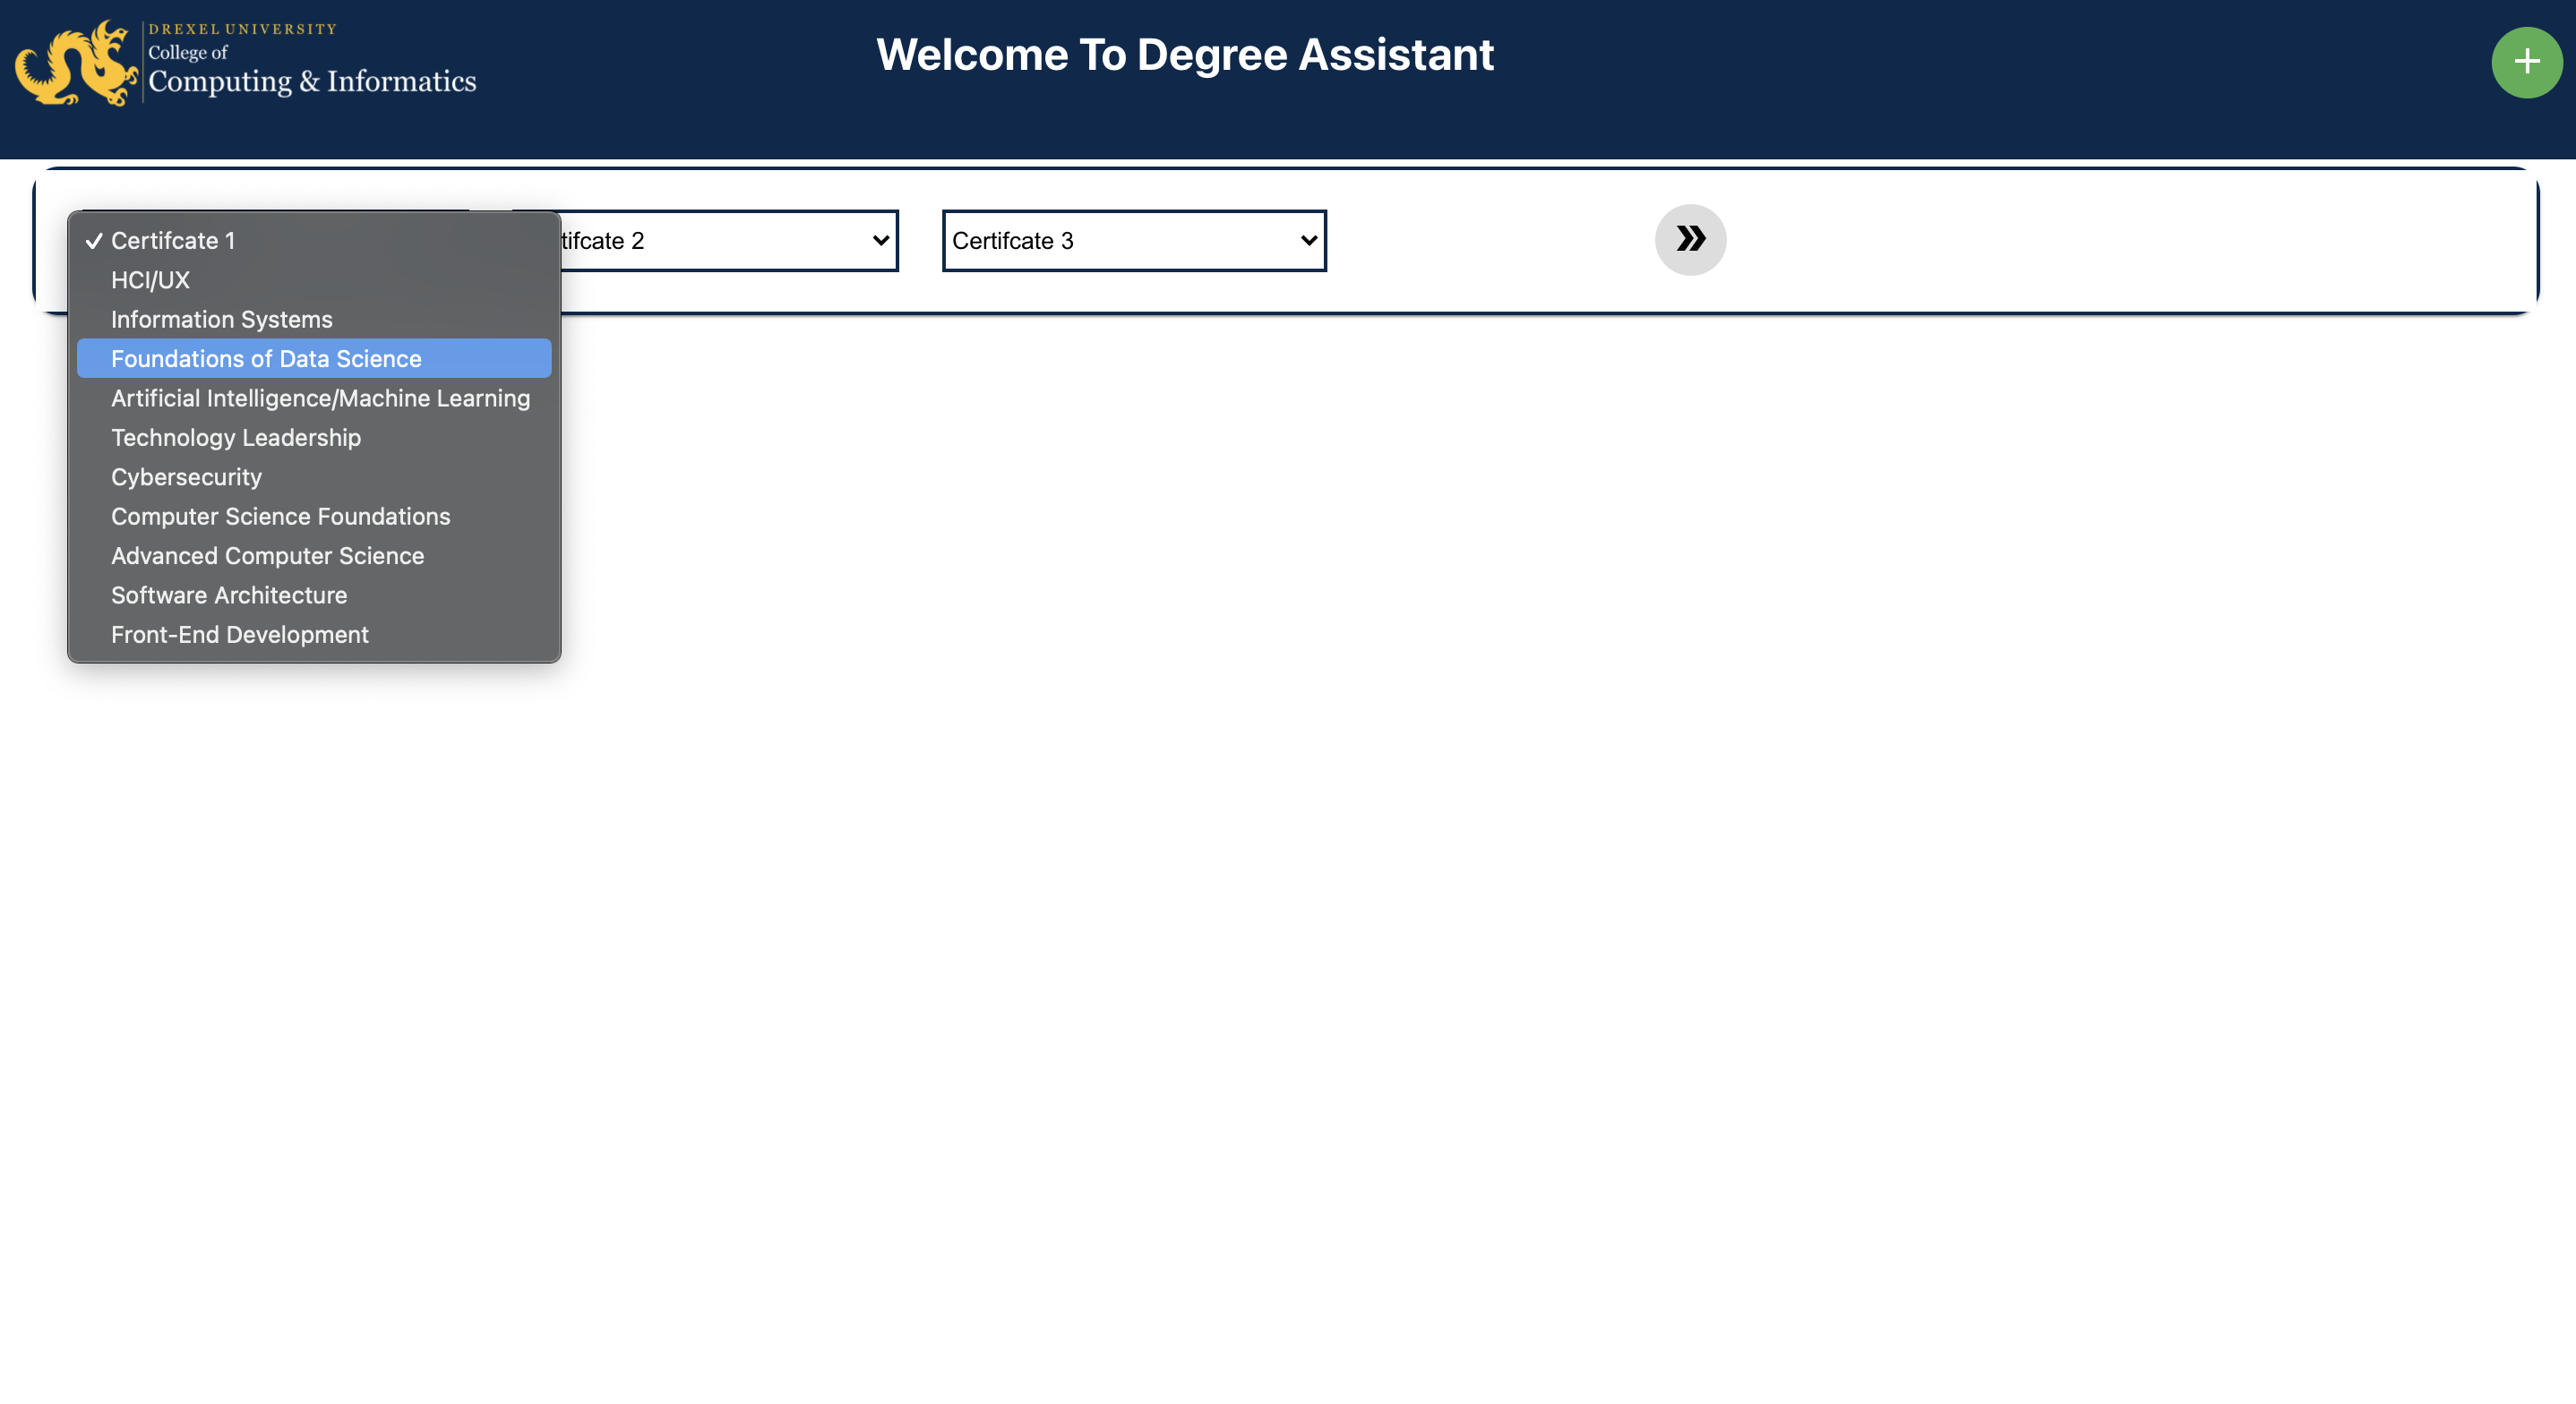 DREXEL UNIVERSITY
College of
Computing & Informatics
Welcome To Degree Assistant
+
✓ Certifcate 1
HCI/UX
Information Systems
Foundations of Data Science
Artificial Intelligence/Machine Learning
Technology Leadership
Cybersecurity
Computer Science Foundations
Advanced Computer Science
Software Architecture
Front-End Development
tifcate 2
Certifcate 3
»